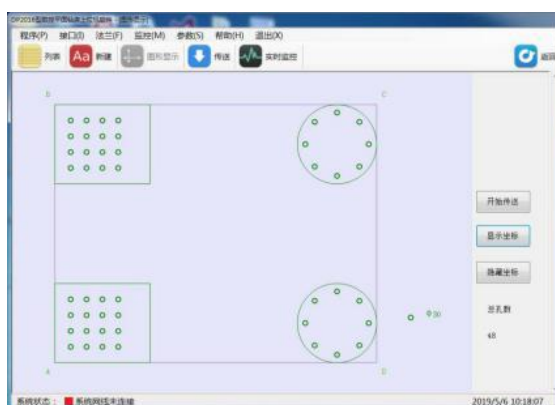 程序(P) 接口(I) 法兰(F) 监控(M) 参数(S) 帮助(H) 退出(X)
列表 Aa 新建 图形显示 传送 实时监控 返回
B C
开始传送
显示坐标
隐藏坐标
总孔数
48
A D
系统状态: 系统网线未连接 2019/5/6 10:18:07